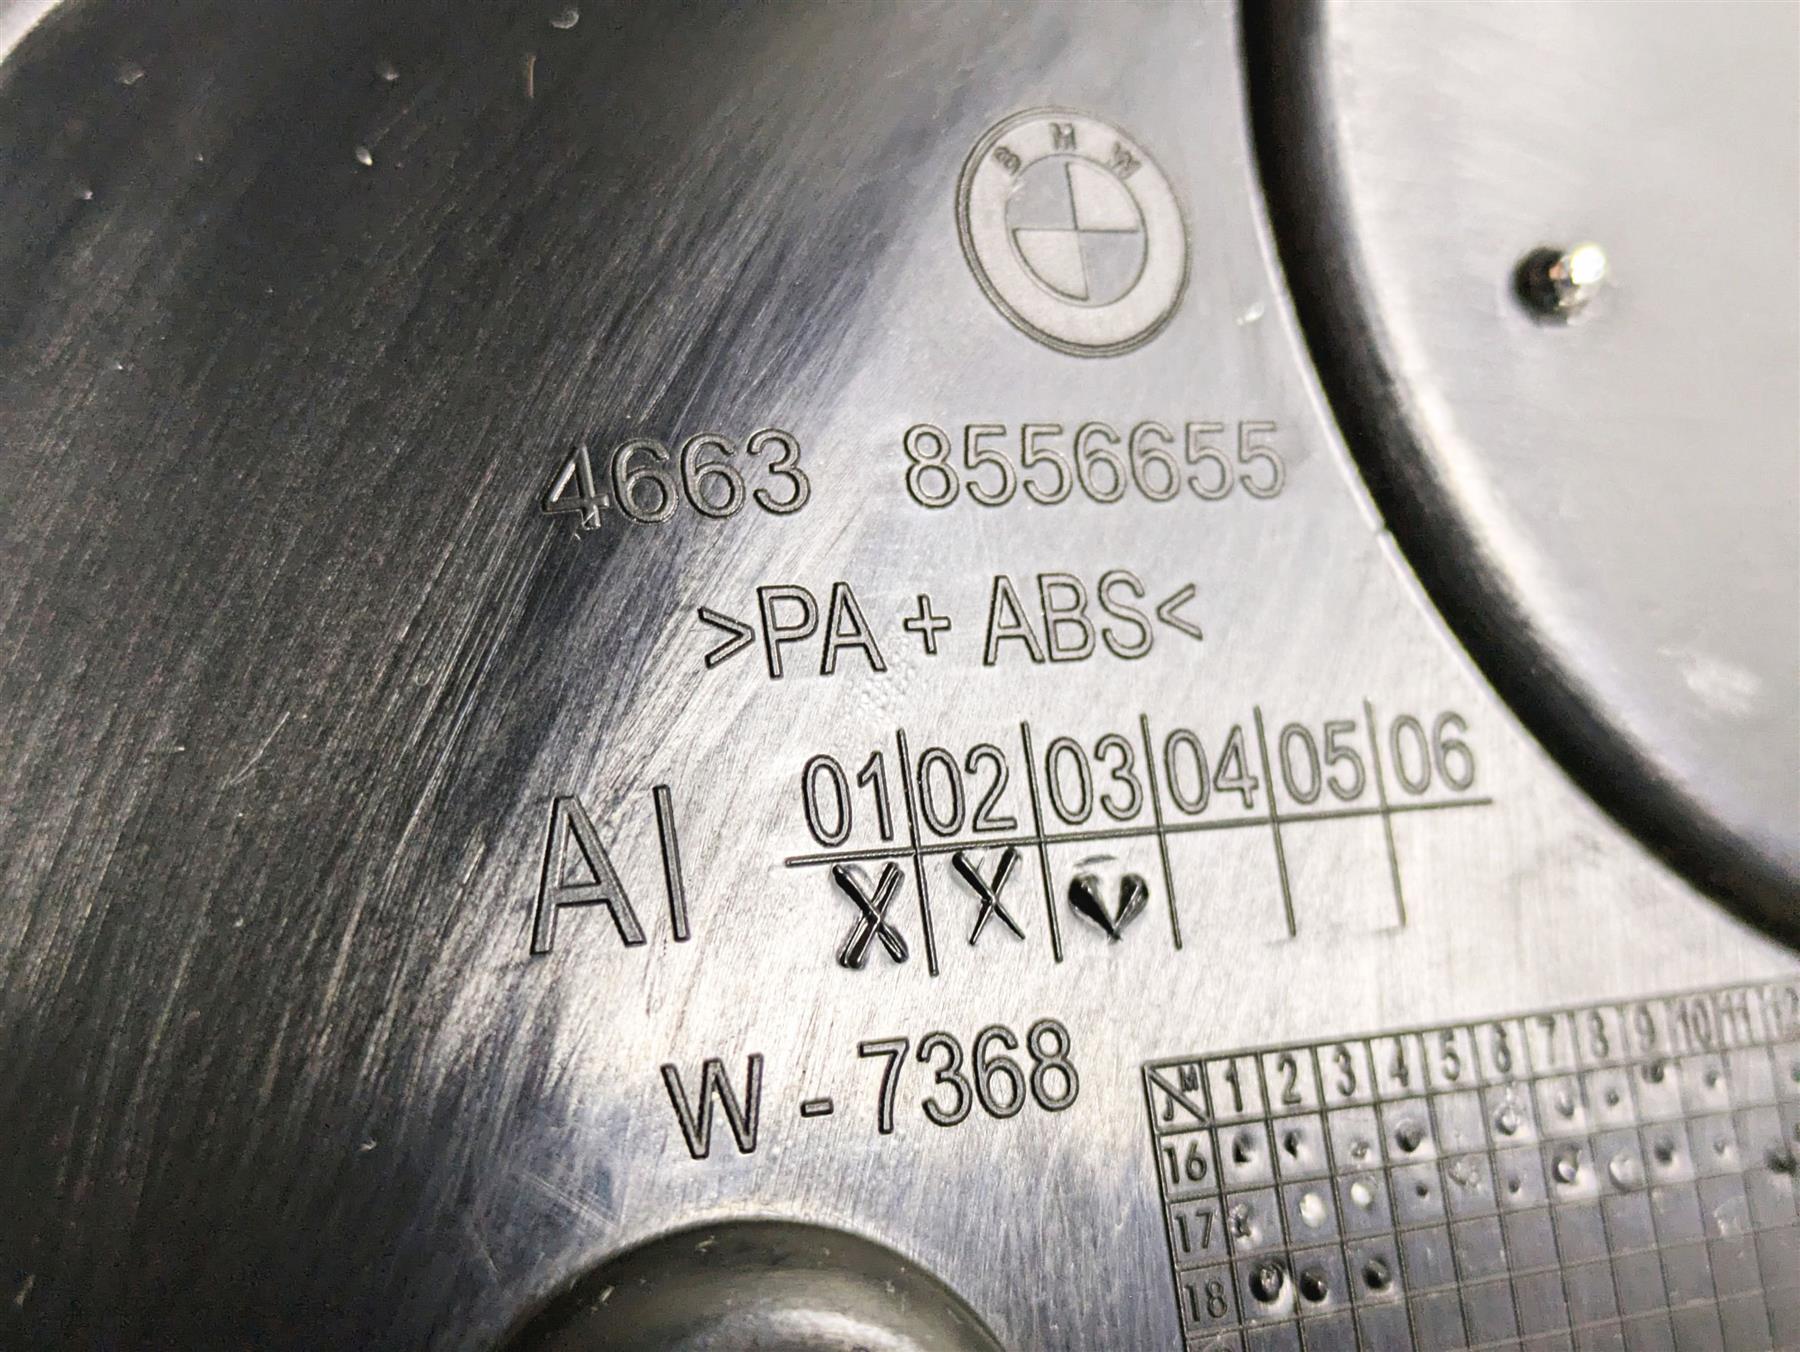 BMW
4663 8556655
>PA + ABS<
01 02 03 04 05 06
AI X X
W - 7368
M 1 2 3 4 5 6 7 8 9 10 11 12
J 16
17
18